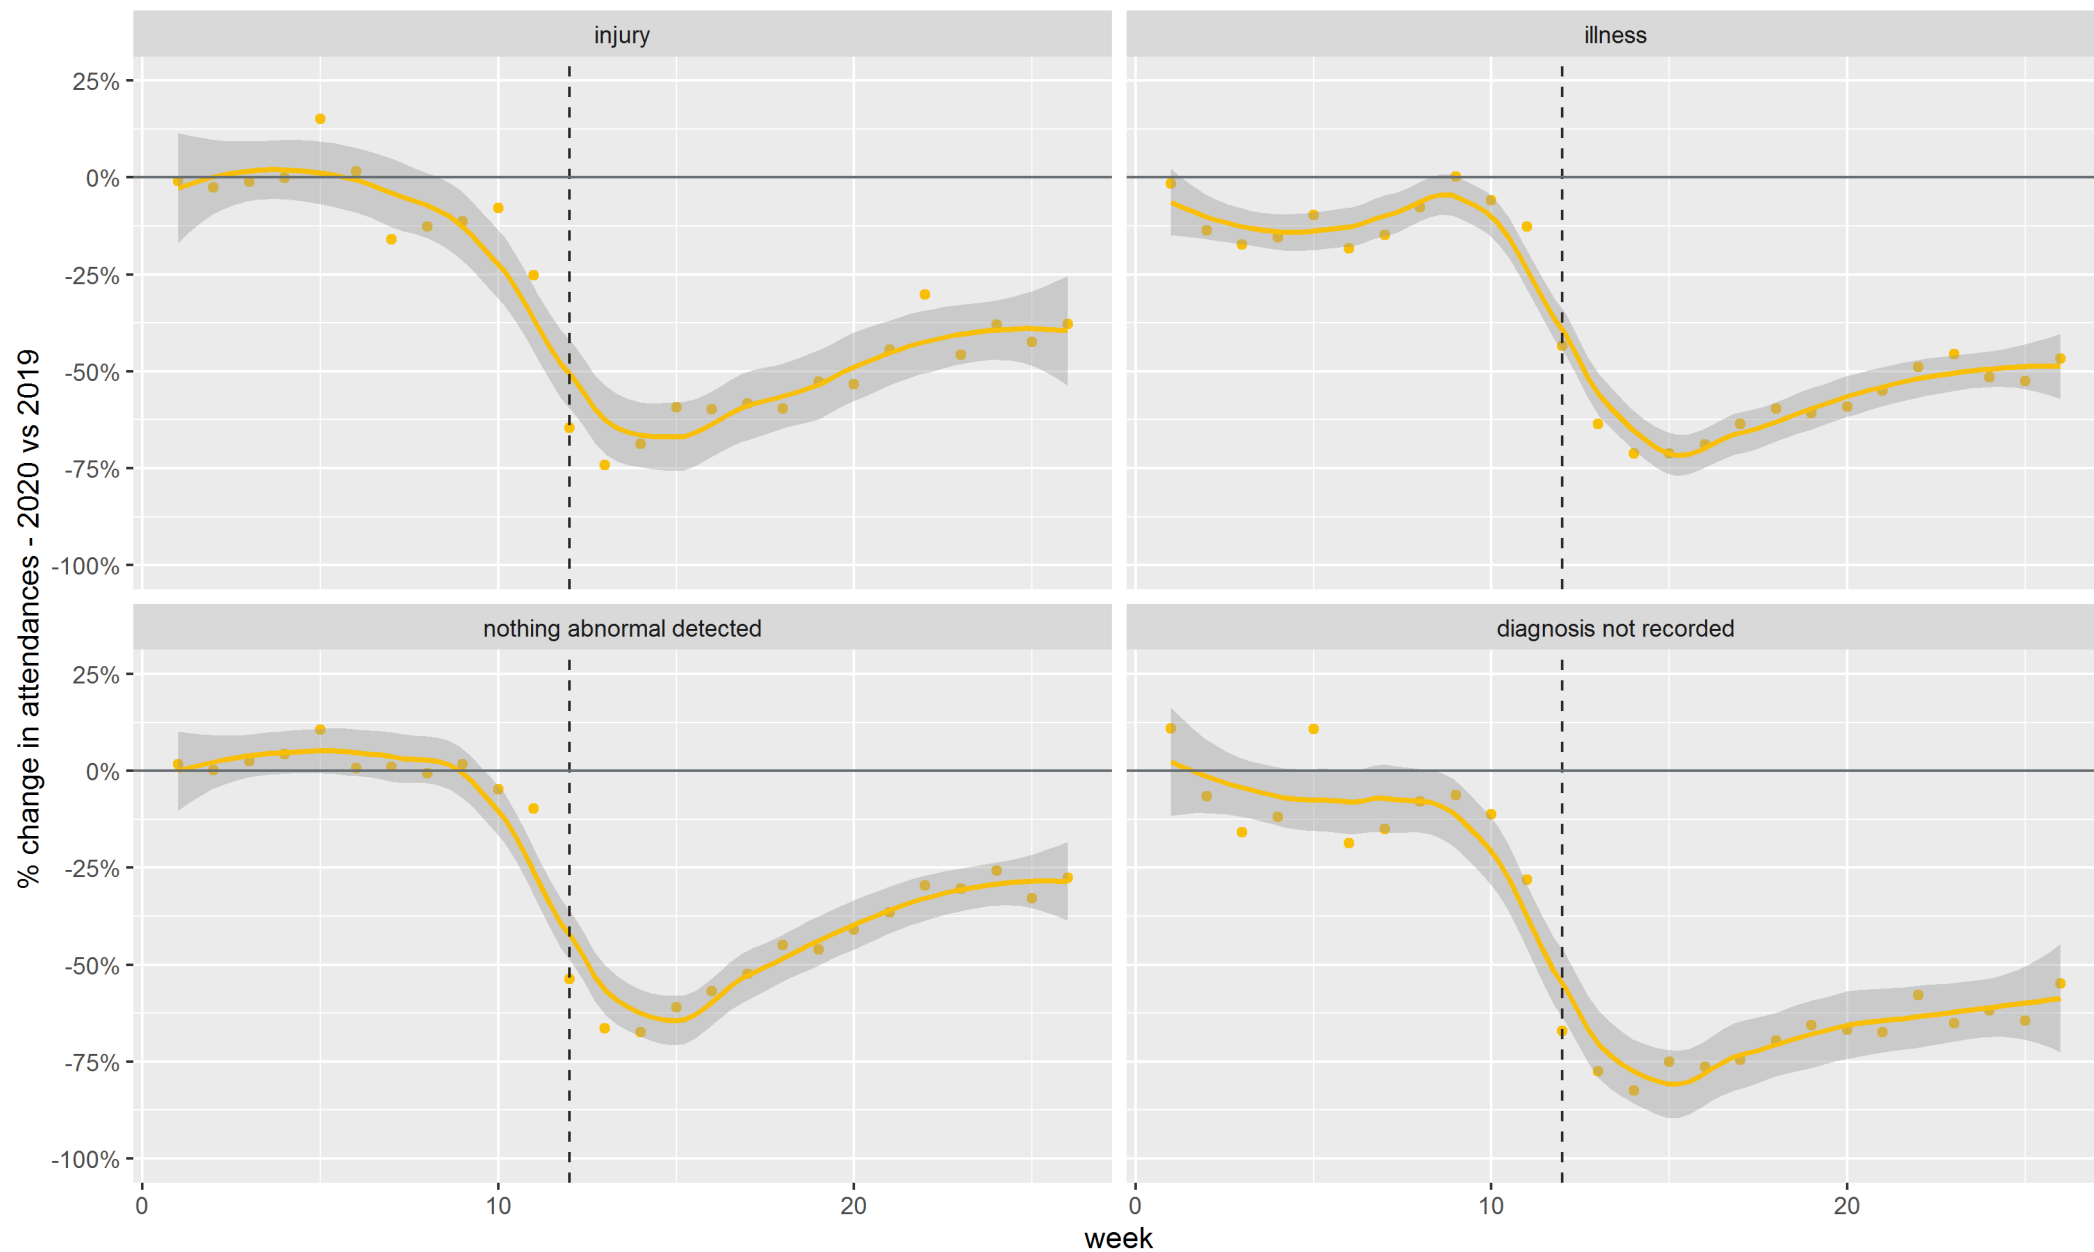 injury
illness
25%
0%
-25%
-50%
-75%
-100%
% change in attendances - 2020 vs 2019
nothing abnormal detected
diagnosis not recorded
25%
0%
-25%
-50%
-75%
-100%
0 10 20
0 10 20
week